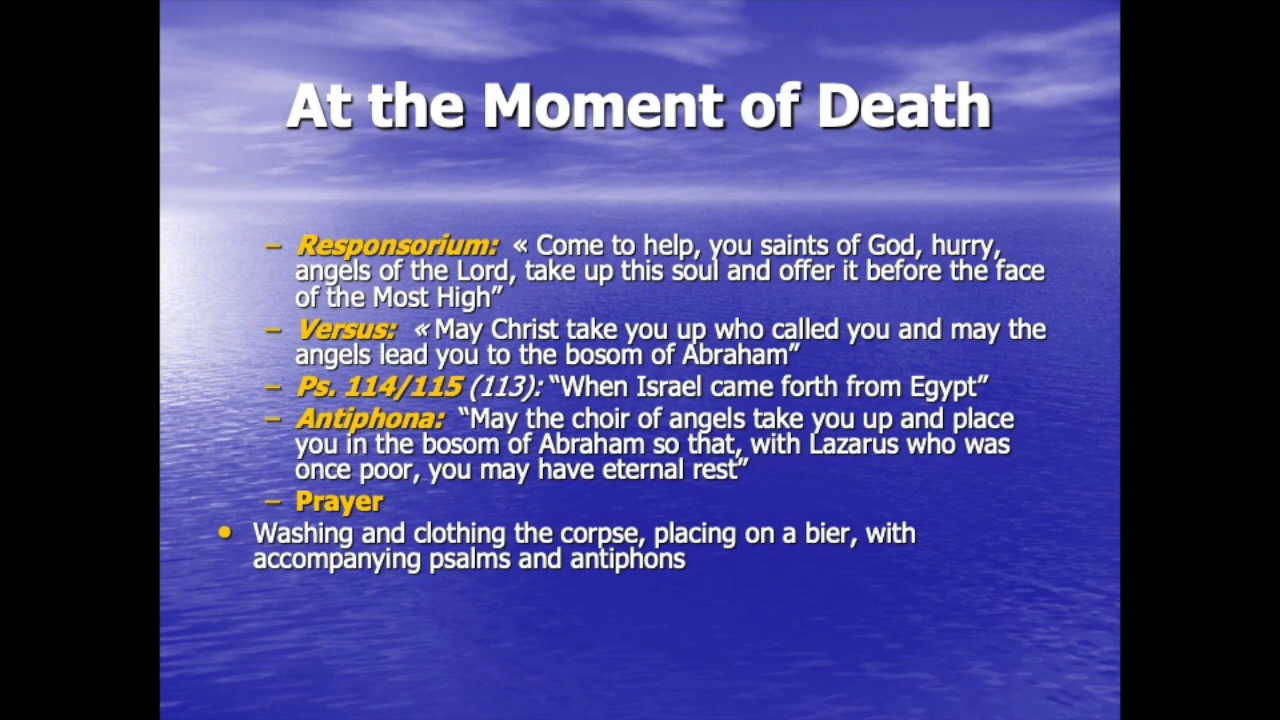 At the Moment of Death
– Responsorium: « Come to help, you saints of God, hurry,
angels of the Lord, take up this soul and offer it before the face
of the Most High”
– Versus: « May Christ take you up who called you and may the
angels lead you to the bosom of Abraham”
– Ps. 114/115 (113): “When Israel came forth from Egypt”
– Antiphona: “May the choir of angels take you up and place
you in the bosom of Abraham so that, with Lazarus who was
once poor, you may have eternal rest”
– Prayer
• Washing and clothing the corpse, placing on a bier, with
accompanying psalms and antiphons